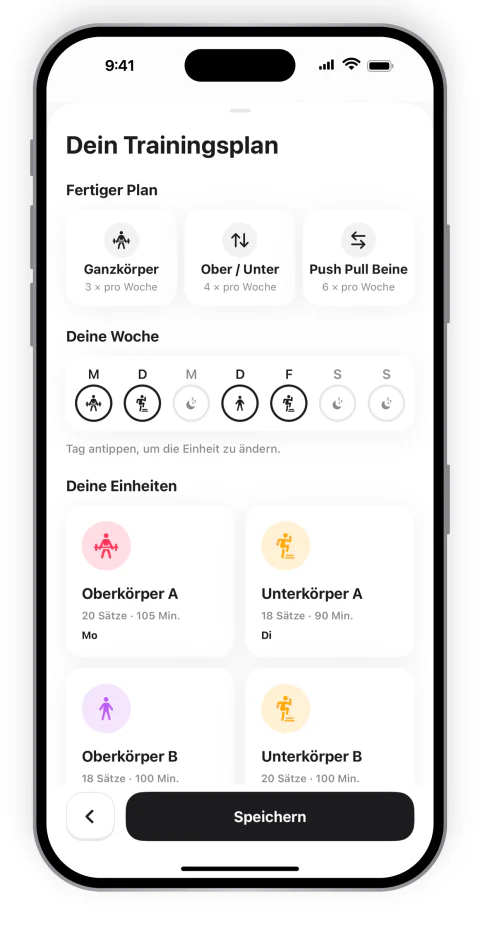 9:41
Dein Trainingsplan
Fertiger Plan
Ganzkörper
3 × pro Woche
Ober / Unter
4 × pro Woche
Push Pull Beine
6 × pro Woche
Deine Woche
M D M D F S S
Tag antippen, um die Einheit zu ändern.
Deine Einheiten
Oberkörper A
20 Sätze · 105 Min.
Mo
Unterkörper A
18 Sätze · 90 Min.
Di
Oberkörper B
18 Sätze · 100 Min.
Unterkörper B
20 Sätze · 100 Min.
Speichern